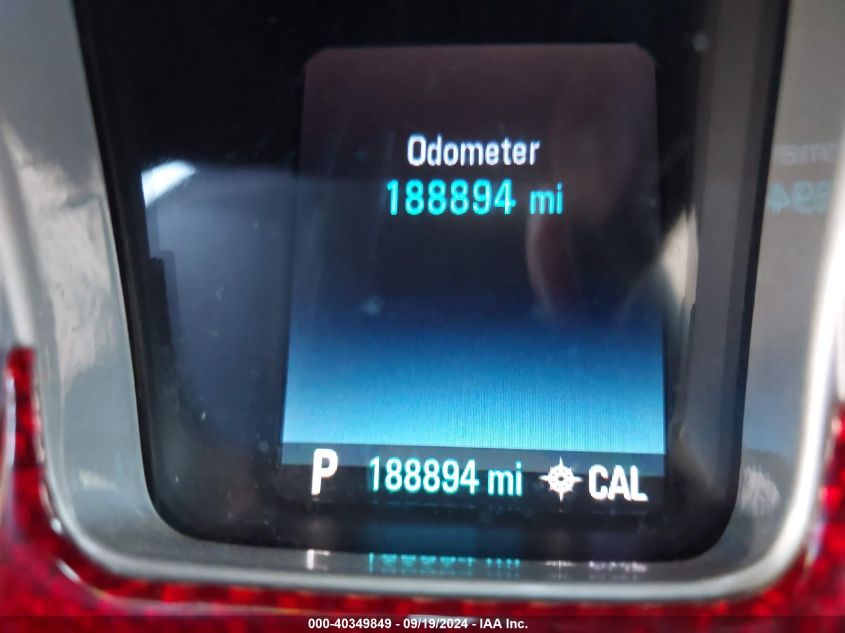 Odometer
188894 mi
P 188894 mi CAL
000-40349849 - 09/19/2024 - IAA Inc.